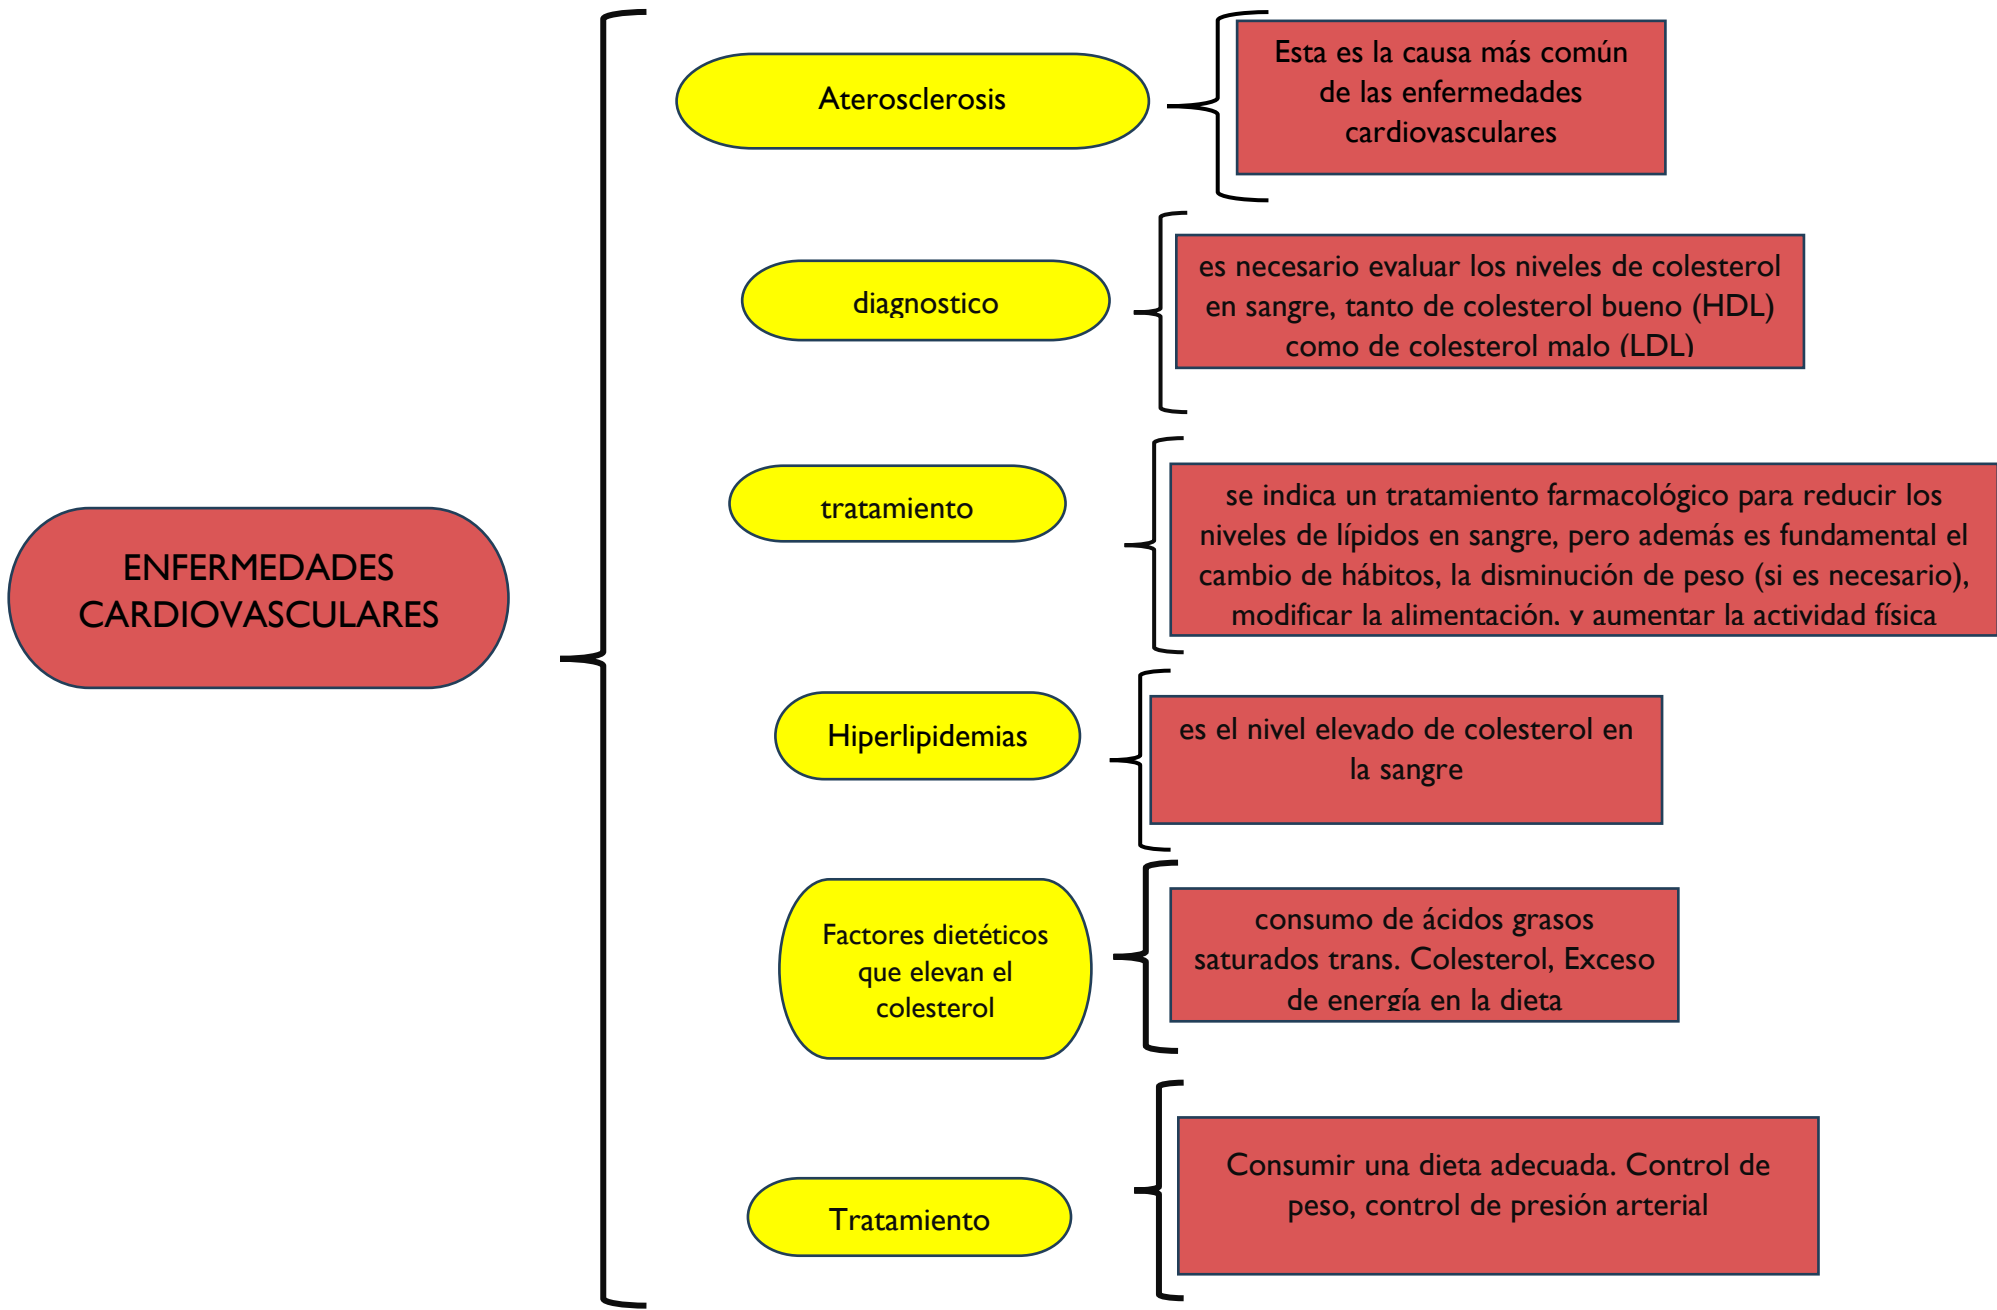 ENFERMEDADES
CARDIOVASCULARES
Aterosclerosis
Esta es la causa más común
de las enfermedades
cardiovasculares
diagnostico
es necesario evaluar los niveles de colesterol
en sangre, tanto de colesterol bueno (HDL)
como de colesterol malo (LDL)
tratamiento
se indica un tratamiento farmacológico para reducir los
niveles de lípidos en sangre, pero además es fundamental el
cambio de hábitos, la disminución de peso (si es necesario),
modificar la alimentación. y aumentar la actividad física
Hiperlipidemias
es el nivel elevado de colesterol en
la sangre
Factores dietéticos
que elevan el
colesterol
consumo de ácidos grasos
saturados trans. Colesterol, Exceso
de energía en la dieta
Tratamiento
Consumir una dieta adecuada. Control de
peso, control de presión arterial